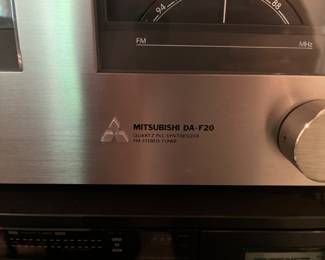 94 88
FM MHz
MITSUBISHI DA-F20
QUARTZ PLL SYNTHESIZER
FM STEREO TUNER